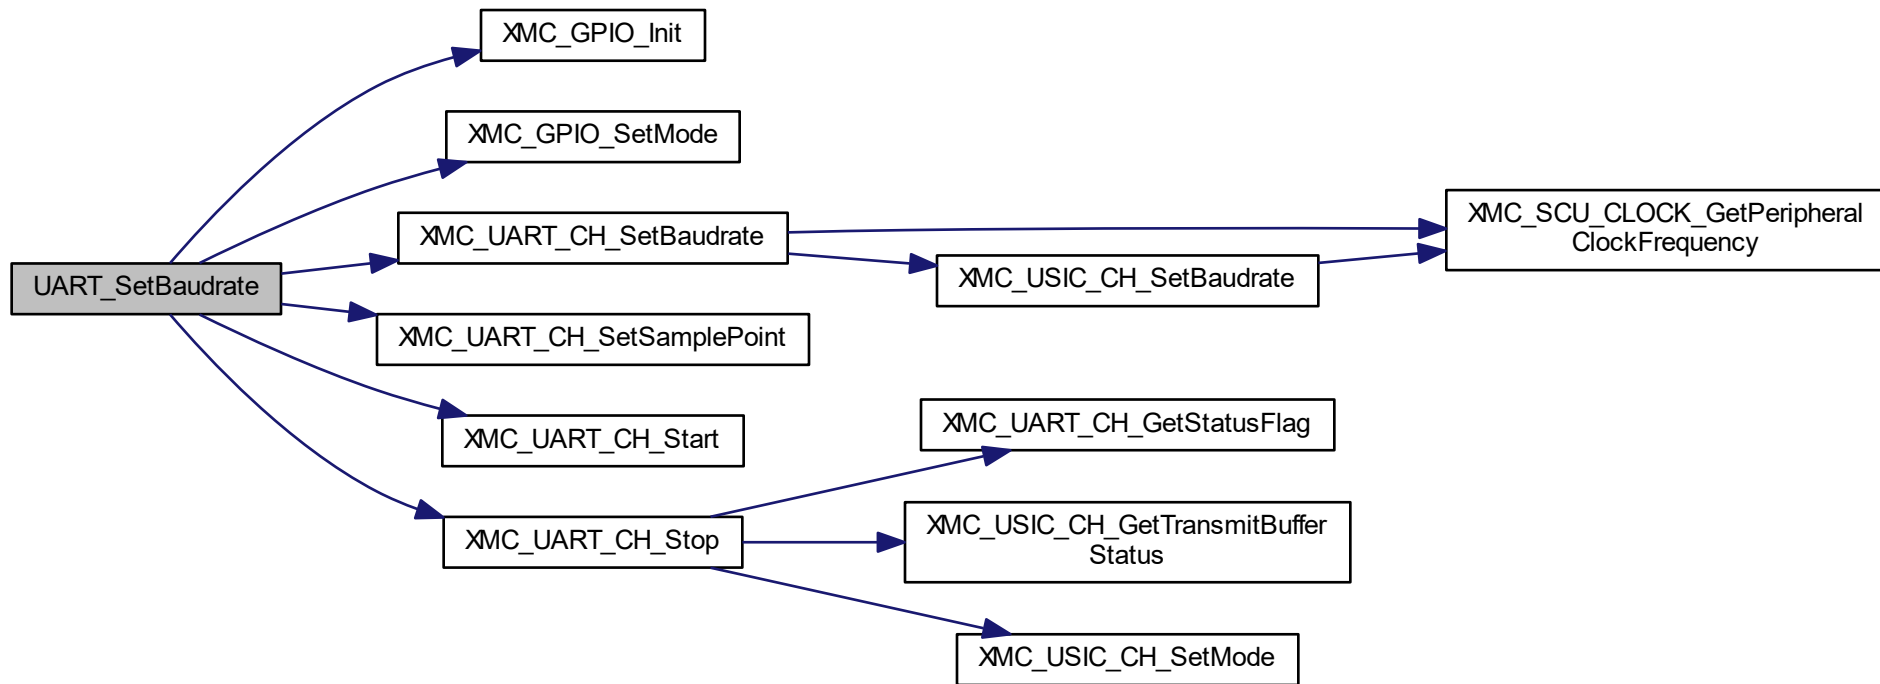 XMC_GPIO_Init
XMC_GPIO_SetMode
XMC_SCU_CLOCK_GetPeripheral
ClockFrequency
XMC_UART_CH_SetBaudrate
XMC_USIC_CH_SetBaudrate
UART_SetBaudrate
XMC_UART_CH_SetSamplePoint
XMC_UART_CH_GetStatusFlag
XMC_UART_CH_Start
XMC_USIC_CH_GetTransmitBuffer
Status
XMC_UART_CH_Stop
XMC_USIC_CH_SetMode